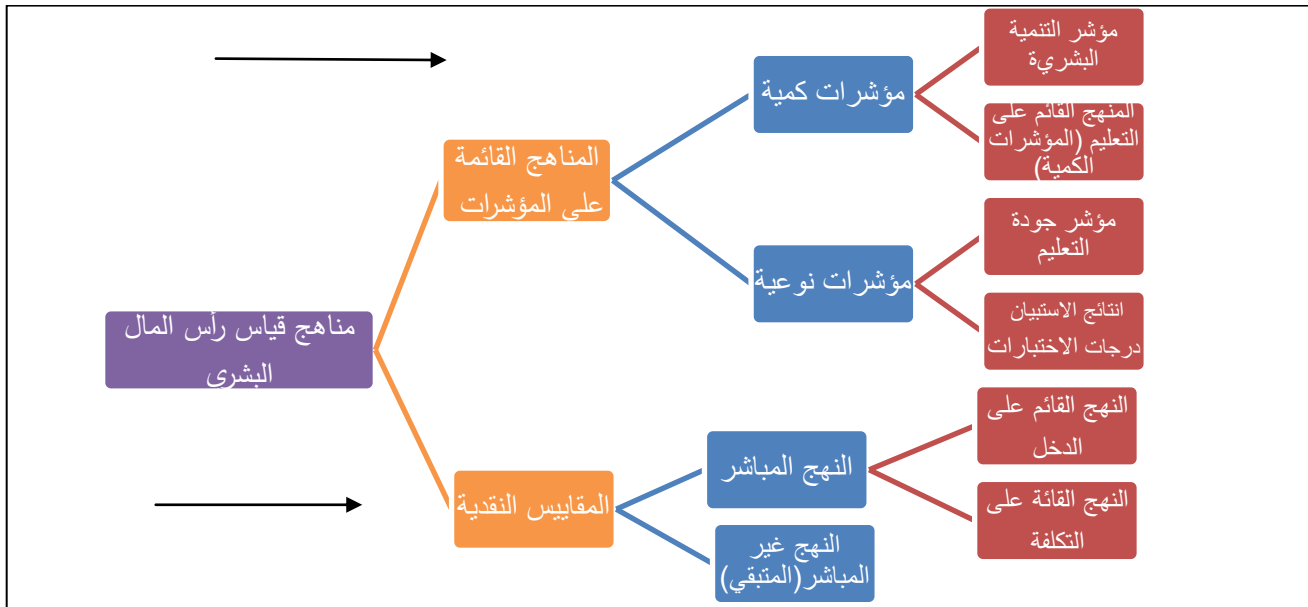 مناهج قياس رأس المال
البشري
المناهج القائمة
على المؤشرات
مؤشرات كمية
مؤشر التنمية
البشرية
المنهج القائم على
التعليم (المؤشرات
الكمية)
مؤشرات نوعية
مؤشر جودة
التعليم
انتائج الاستبيان
درجات الاختبارات
المقاييس النقدية
النهج المباشر
النهج القائم على
الدخل
النهج القائة على
التكلفة
النهج غير
المباشر(المتبقي)